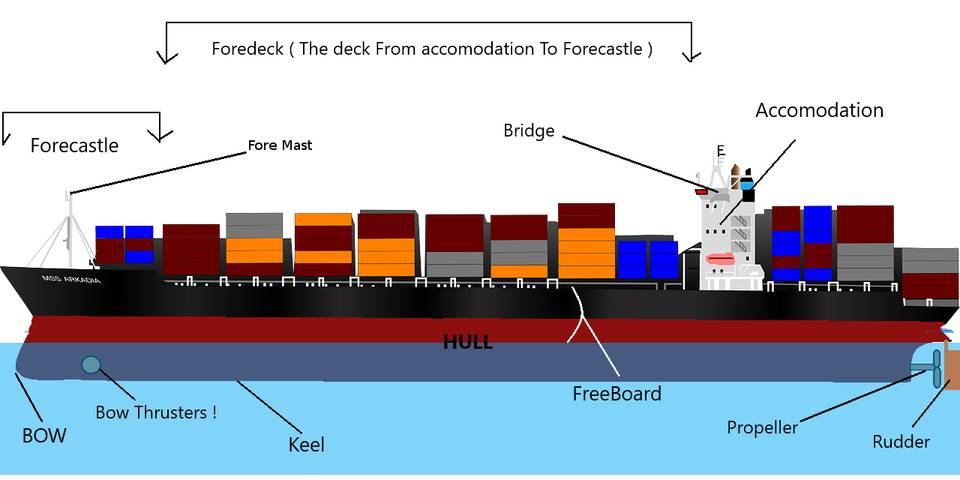 Foredeck ( The deck From accomodation To Forecastle )
Accomodation
Bridge
Forecastle
Fore Mast
MSS ARKADIA
HULL
FreeBoard
Bow Thrusters !
BOW
Keel
Propeller
Rudder